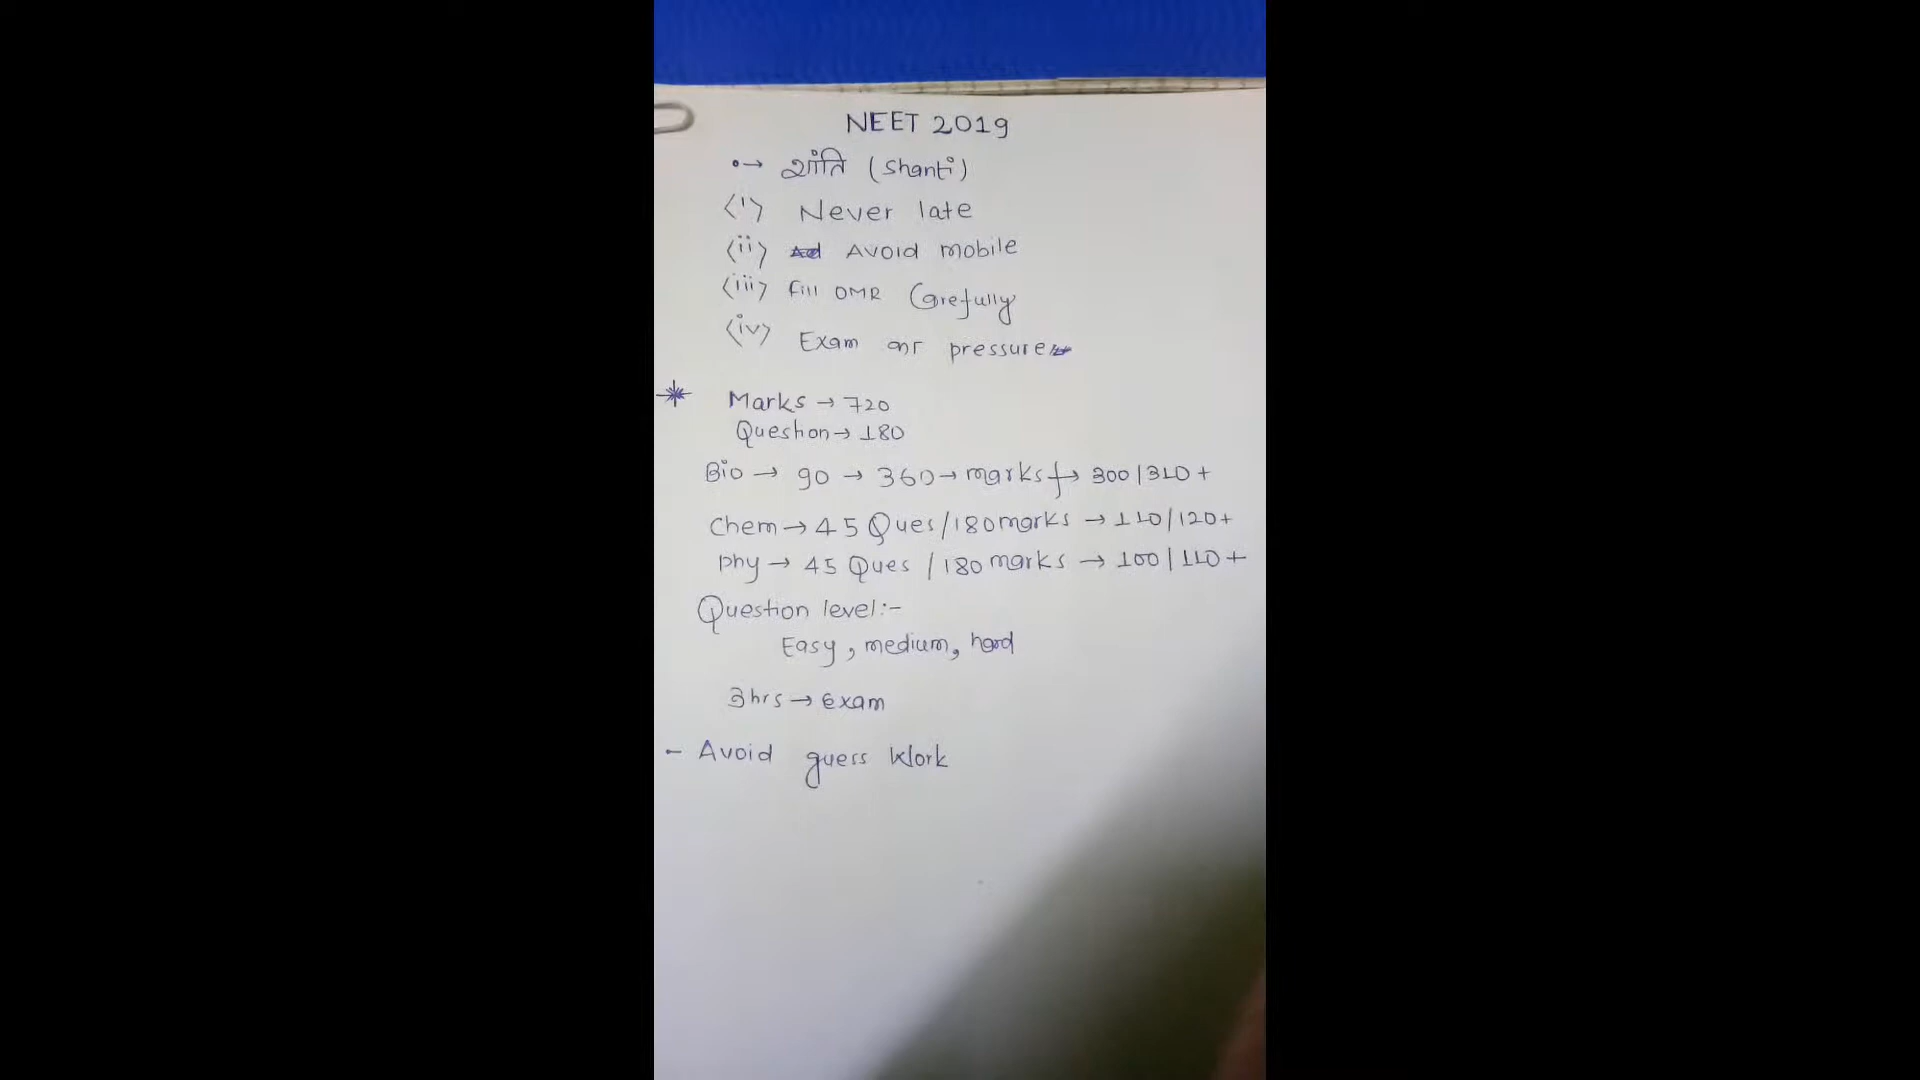 NEET 2019
•→ शांति (Shanti)
<i> Never late
<ii> Avoid mobile
<iii> Fill OMR Carefully
<iv> Exam का pressure
Marks → 720
Question → 180
Bio → 90 → 360 → marks → 300/310+
Chem → 45 Ques/180 marks → 110/120+
Phy → 45 Ques /180 marks → 100/110+
Question level:-
Easy, medium, hard
3 hrs → exam
- Avoid guess Work